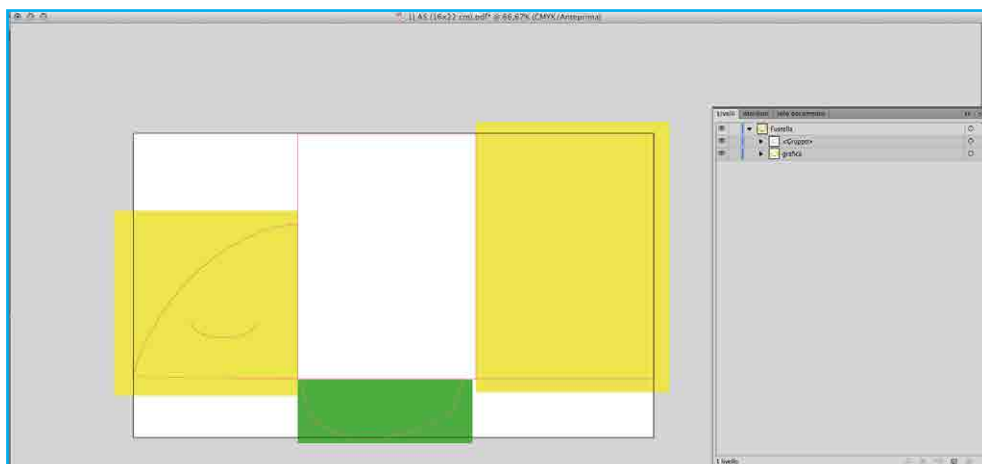 1) A5 (16x22 cm).pdf* @ 66,67% (CMYK/Anteprima)
Livelli
Fustella
<Gruppo>
grafica
1 livello